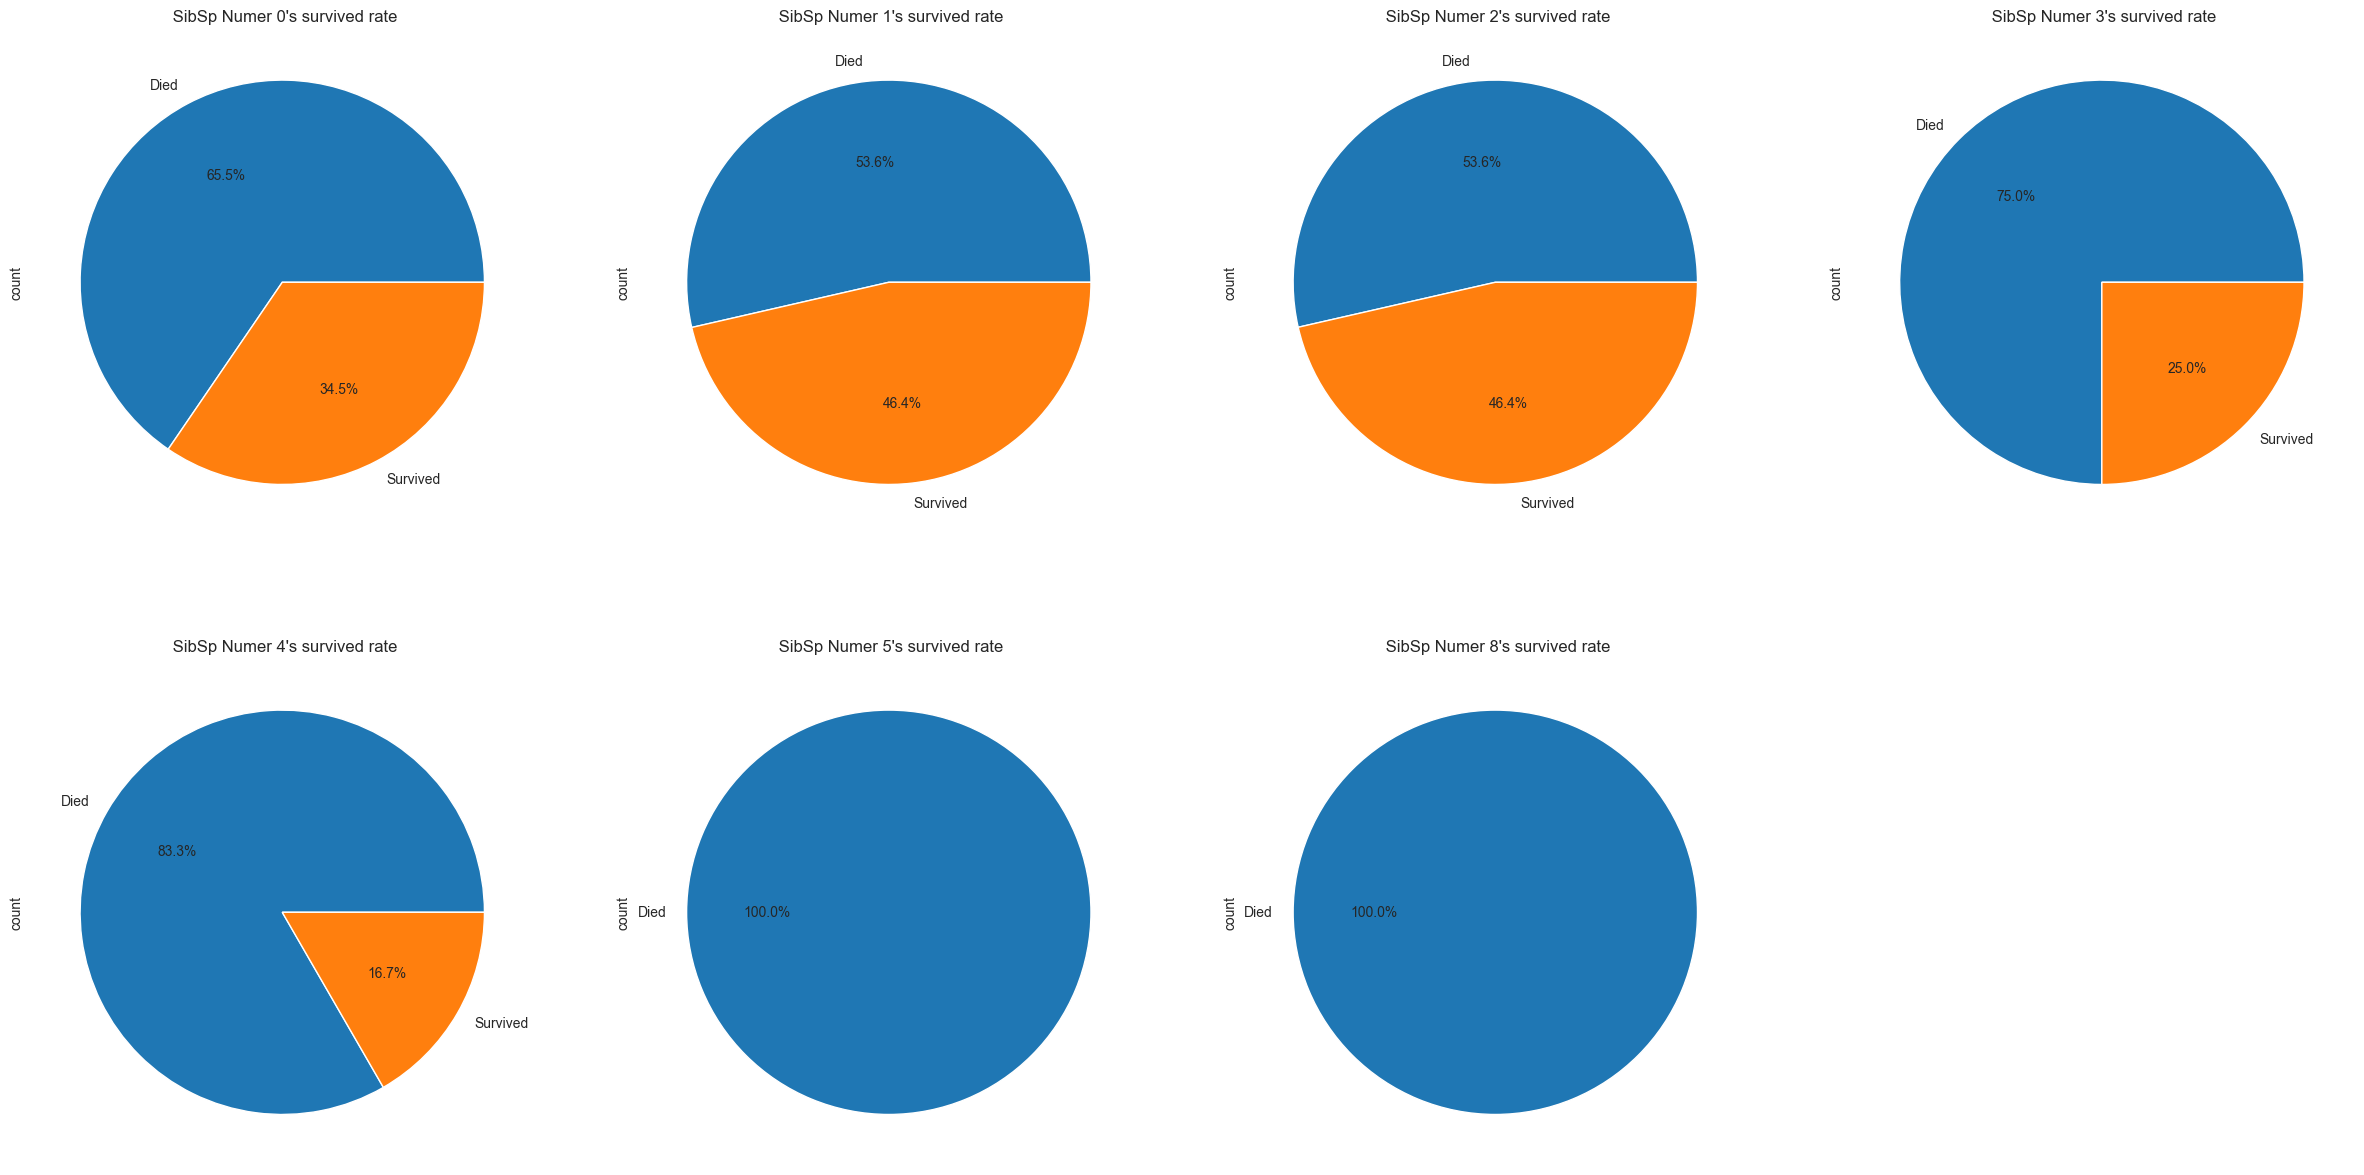 SibSp Numer 0's survived rate
Died
65.5%
34.5%
Survived
count
SibSp Numer 1's survived rate
Died
53.6%
46.4%
Survived
count
SibSp Numer 2's survived rate
Died
53.6%
46.4%
Survived
count
SibSp Numer 3's survived rate
Died
75.0%
25.0%
Survived
count
SibSp Numer 4's survived rate
Died
83.3%
16.7%
Survived
count
SibSp Numer 5's survived rate
Died
100.0%
count
SibSp Numer 8's survived rate
Died
100.0%
count